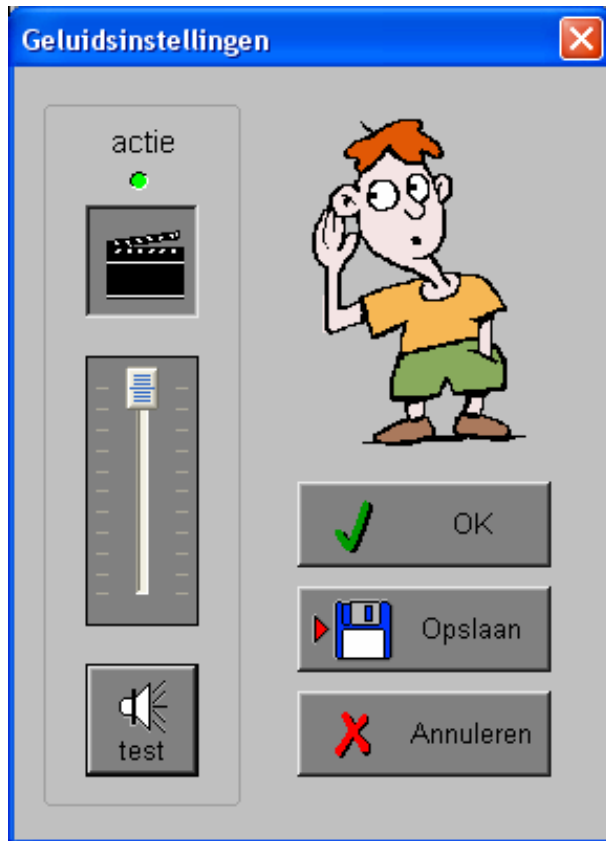 Geluidsinstellingen
actie
test
OK
Opslaan
Annuleren